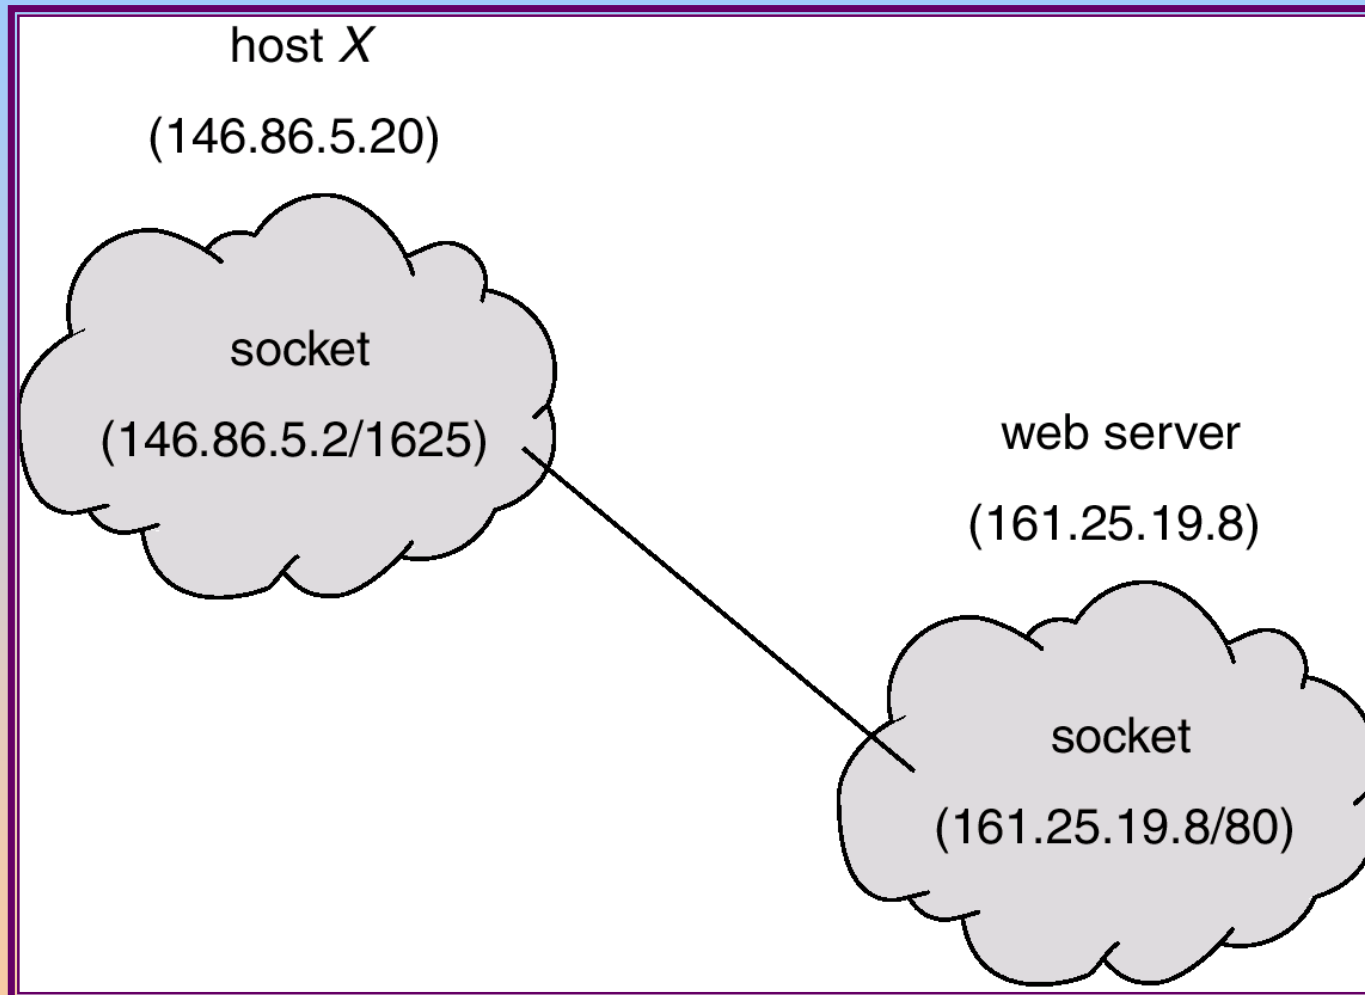 host X
(146.86.5.20)
socket
(146.86.5.2/1625)
web server
(161.25.19.8)
socket
(161.25.19.8/80)